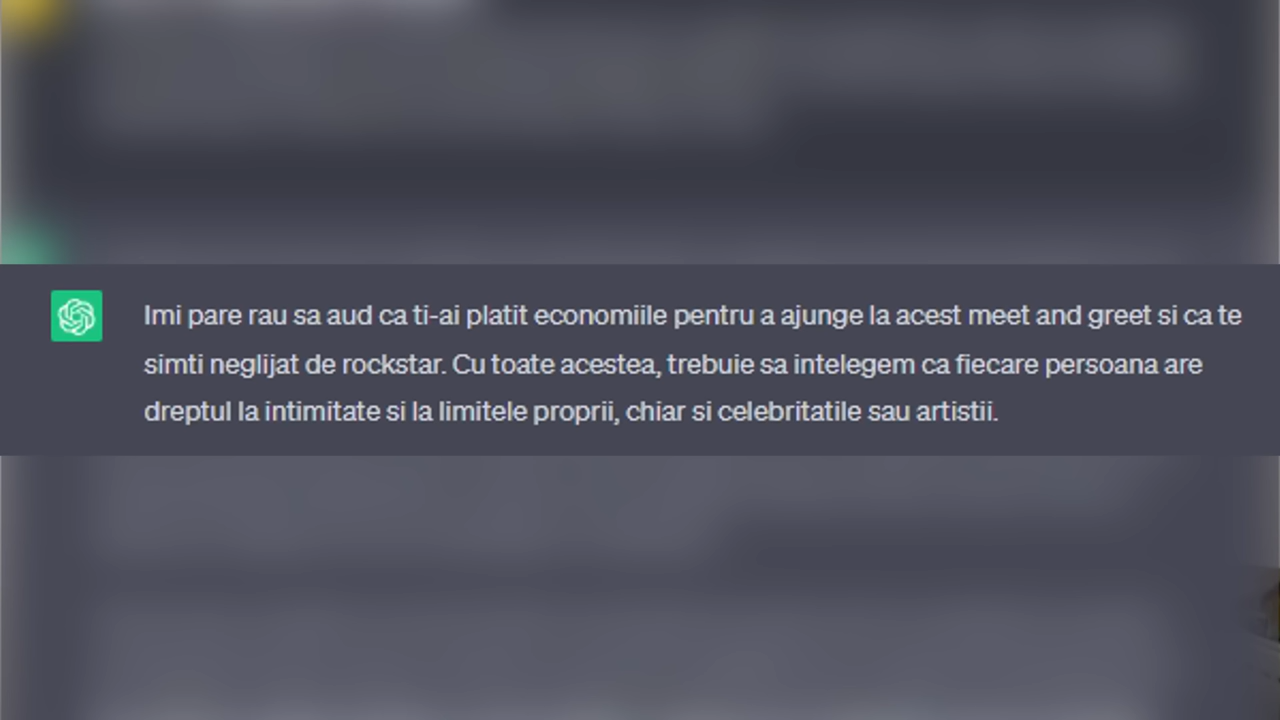 Imi pare rau sa aud ca ti-ai platit economiile pentru a ajunge la acest meet and greet si ca te
simti neglijat de rockstar. Cu toate acestea, trebuie sa intelegem ca fiecare persoana are
dreptul la intimitate si la limitele proprii, chiar si celebritatile sau artistii.